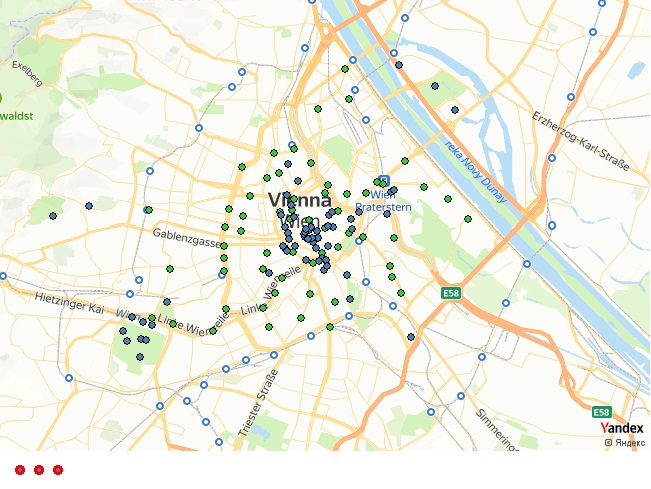 Exelberg
waldst
Erzherzog-Karl-Straße
reka Novy Dunay
Vienna
Wien
Wien
Praterstern
Gablenzgasse
Hietzinger Kai
Linke Wienzeile
Linke Wienzeile
E58
Triester Straße
Simmering
E58
Yandex
© Яндекс